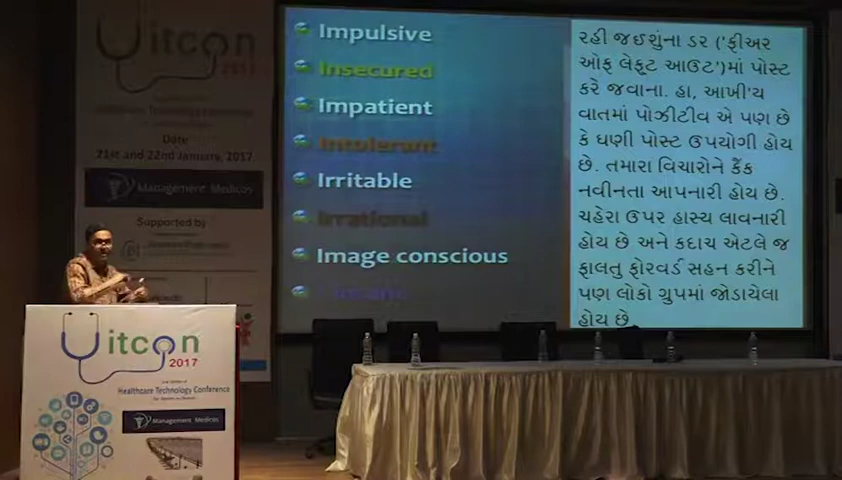 itcon
2017
Date
21st and 22nd January, 2017
Management Medicos
Supported by
Impulsive
Insecured
Impatient
Intolerant
Irritable
Irrational
Image conscious
રહી જઈશું'ના ડર ('ફીઅર
ઓફ લેફ્ટ આઉટ')માં પોસ્ટ
કરે જવાના. હા, આખી'ય
વાતમાં પોઝીટીવ એ પણ છે
કે ઘણી પોસ્ટ ઉપયોગી હોય
છે. તમારા વિચારોને કૈંક
નવીનતા આપનારી હોય છે.
ચહેરા ઉપર હાસ્ય લાવનારી
હોય છે અને કદાચ એટલે જ
ફાલતુ ફોરવર્ડ સહન કરીને
પણ લોકો ગ્રુપમાં જોડાયેલા
હોય છે
itcon
2017
Healthcare Technology Conference
Management Medicos